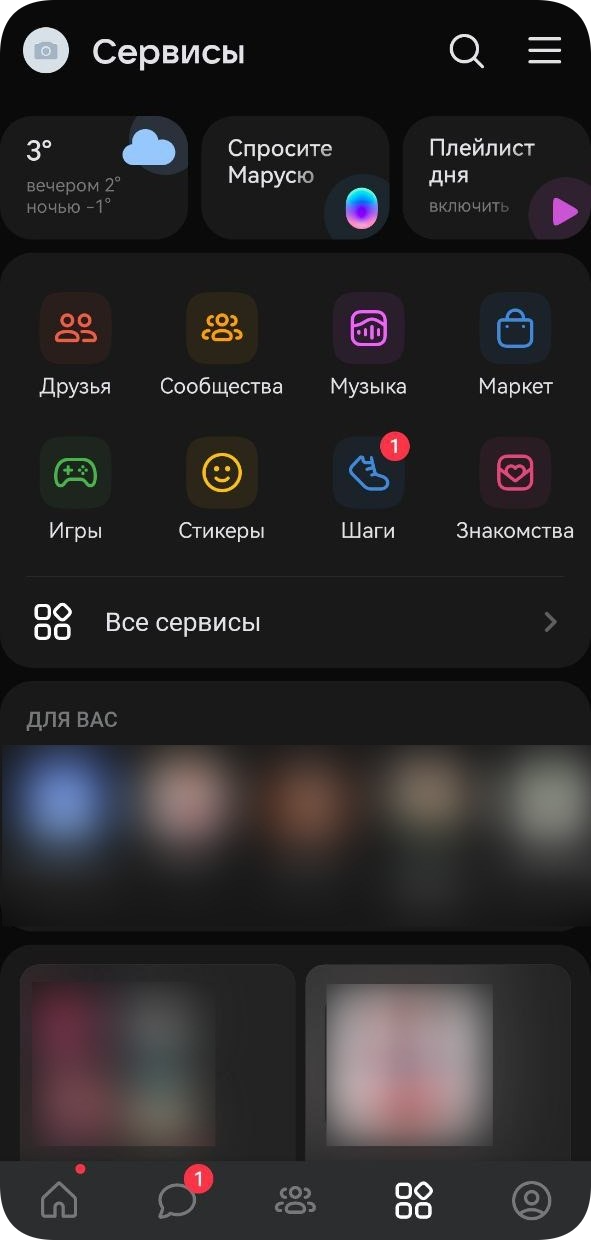 Сервисы
3°
вечером 2°
ночью -1°
Спросите
Марусю
Плейлист
дня
включить
Друзья
Сообщества
Музыка
Маркет
1
Игры
Стикеры
Шаги
Знакомства
Все сервисы
ДЛЯ ВАС
1